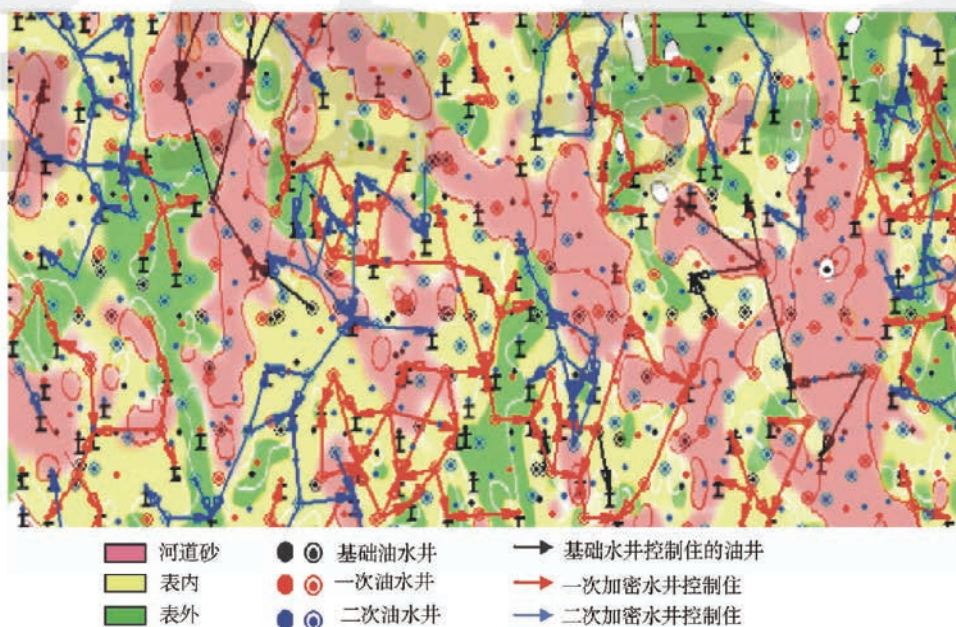 河道砂 基础油水井 基础水井控制住的油井
表内 一次油水井 一次加密水井控制住
表外 二次油水井 二次加密水井控制住